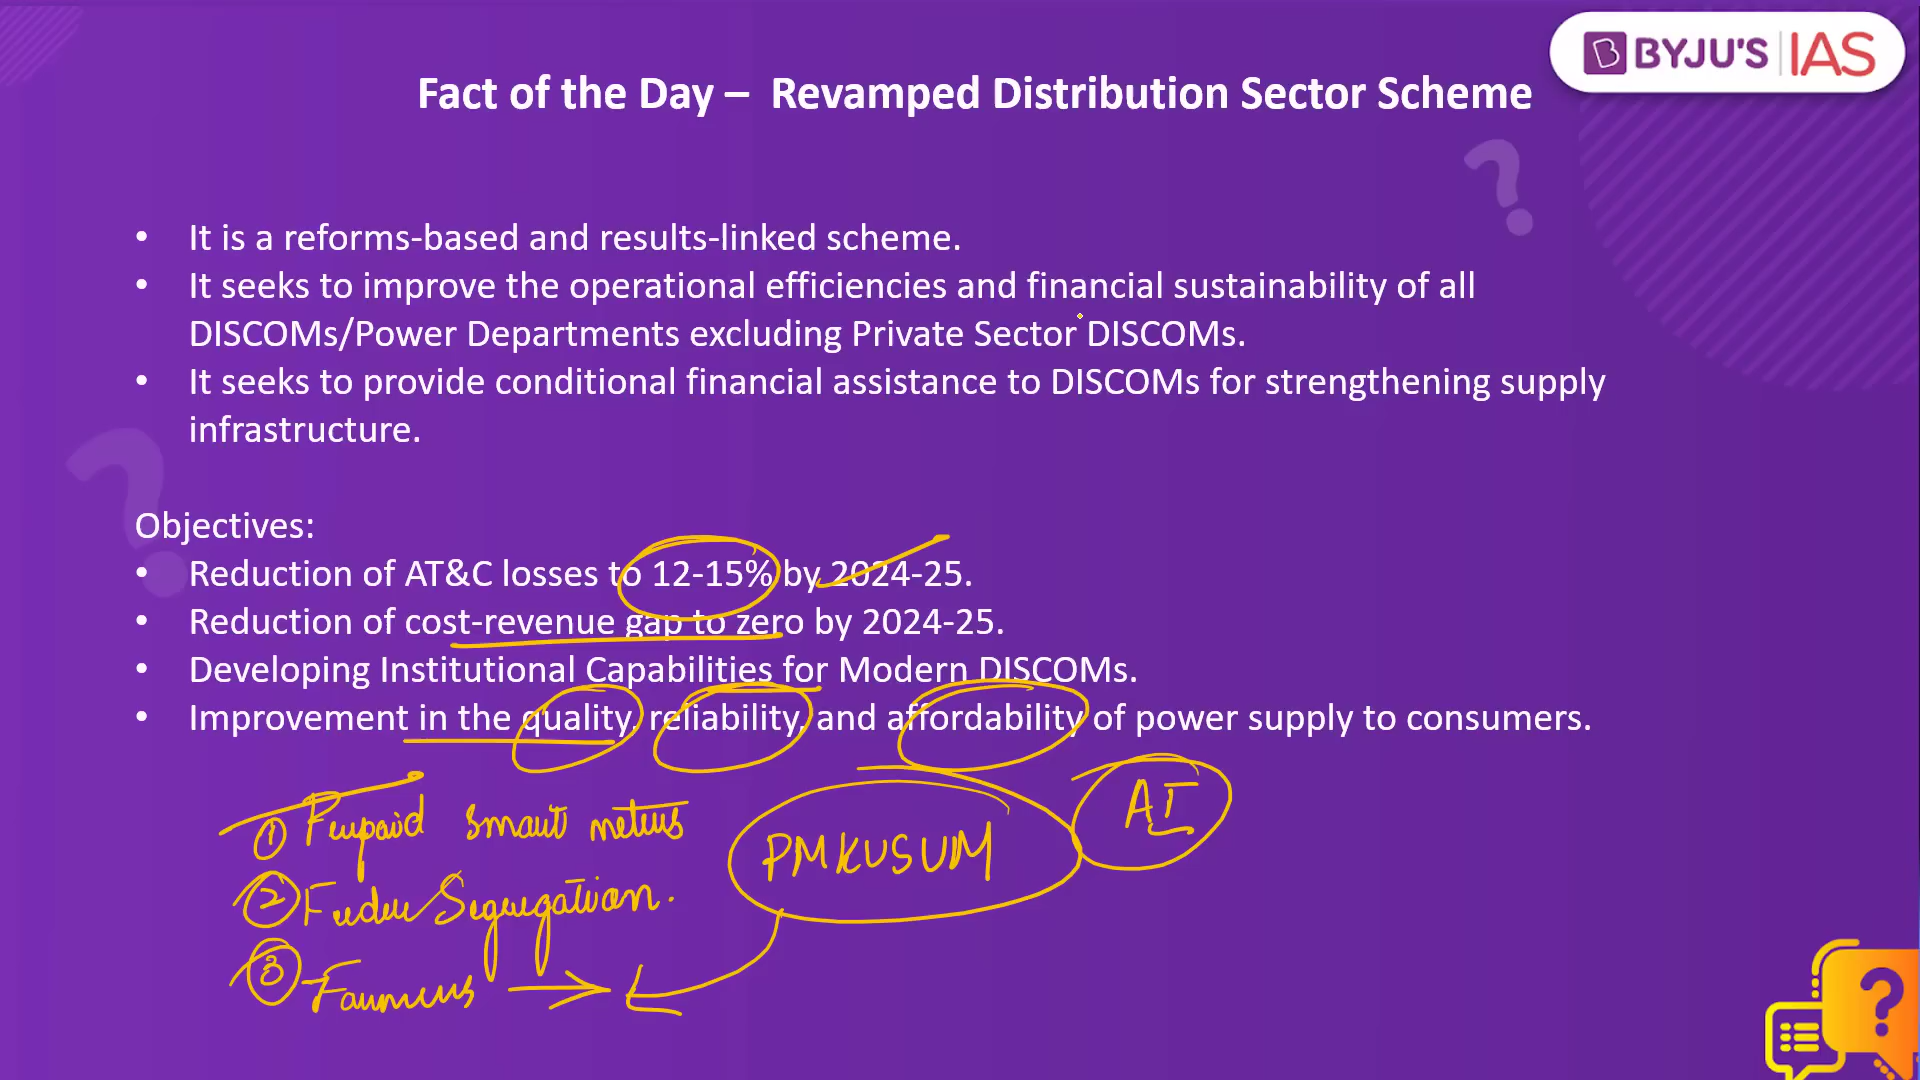 BYJU'S IAS
Fact of the Day – Revamped Distribution Sector Scheme
• It is a reforms-based and results-linked scheme.
• It seeks to improve the operational efficiencies and financial sustainability of all
DISCOMs/Power Departments excluding Private Sector DISCOMs.
• It seeks to provide conditional financial assistance to DISCOMs for strengthening supply
infrastructure.
Objectives:
• Reduction of AT&C losses to 12-15% by 2024-25.
• Reduction of cost-revenue gap to zero by 2024-25.
• Developing Institutional Capabilities for Modern DISCOMs.
• Improvement in the quality, reliability, and affordability of power supply to consumers.
① Prepaid smart meters
② Feeder Segregation.
③ Farmers
PMKUSUM
AI